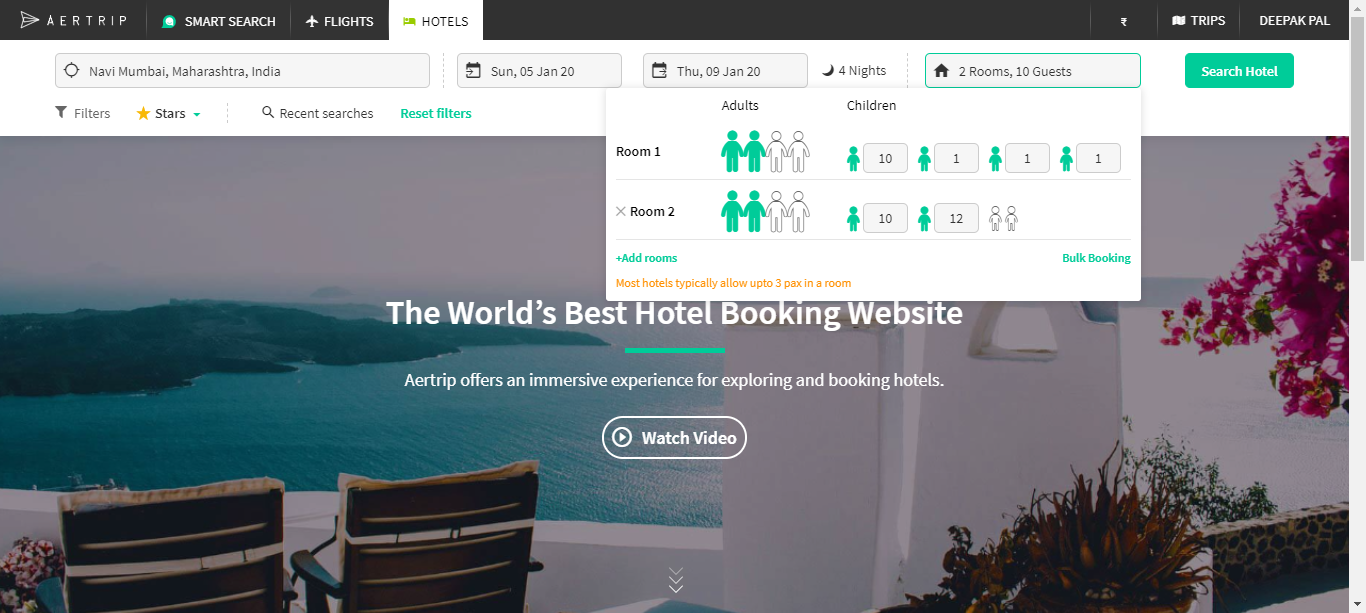 AERTRIP SMART SEARCH FLIGHTS HOTELS ₹ TRIPS DEEPAK PAL
Navi Mumbai, Maharashtra, India Sun, 05 Jan 20 Thu, 09 Jan 20 4 Nights 2 Rooms, 10 Guests Search Hotel
Filters Stars Recent searches Reset filters
Adults Children
Room 1 10 1 1 1
Room 2 10 12
+Add rooms Bulk Booking
Most hotels typically allow upto 3 pax in a room
The World’s Best Hotel Booking Website
Aertrip offers an immersive experience for exploring and booking hotels.
Watch Video